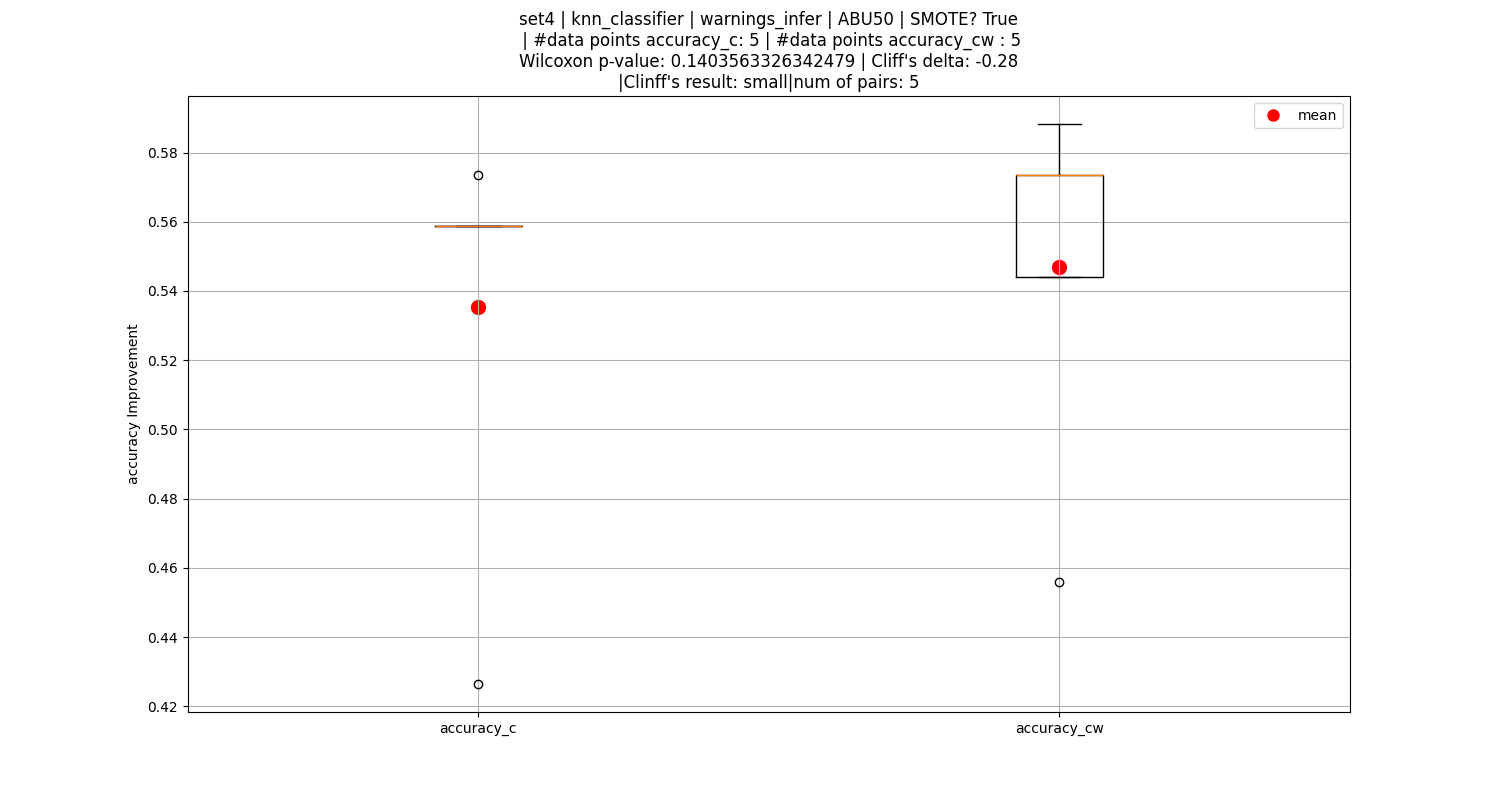 set4 | knn_classifier | warnings_infer | ABU50 | SMOTE? True
| #data points accuracy_c: 5 | #data points accuracy_cw : 5
Wilcoxon p-value: 0.1403563326342479 | Cliff's delta: -0.28
|Clinff's result: small|num of pairs: 5
mean
accuracy Improvement
0.58
0.56
0.54
0.52
0.50
0.48
0.46
0.44
0.42
accuracy_c
accuracy_cw